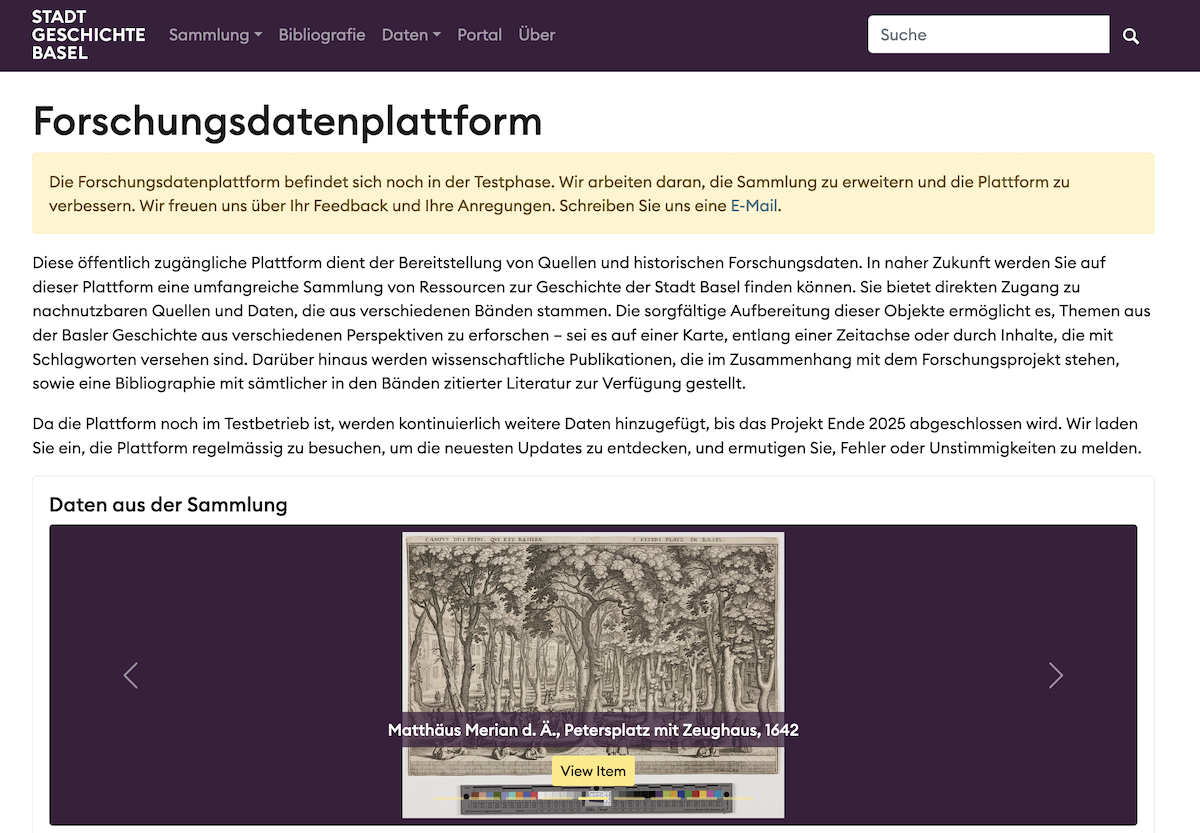 STADT
GESCHICHTE
BASEL
Sammlung
Bibliografie
Daten
Portal
Über
Suche
Forschungsdatenplattform
Die Forschungsdatenplattform befindet sich noch in der Testphase. Wir arbeiten daran, die Sammlung zu erweitern und die Plattform zu
verbessern. Wir freuen uns über Ihr Feedback und Ihre Anregungen. Schreiben Sie uns eine E-Mail.
Diese öffentlich zugängliche Plattform dient der Bereitstellung von Quellen und historischen Forschungsdaten. In naher Zukunft werden Sie auf
dieser Plattform eine umfangreiche Sammlung von Ressourcen zur Geschichte der Stadt Basel finden können. Sie bietet direkten Zugang zu
nachnutzbaren Quellen und Daten, die aus verschiedenen Bänden stammen. Die sorgfältige Aufbereitung dieser Objekte ermöglicht es, Themen aus
der Basler Geschichte aus verschiedenen Perspektiven zu erforschen – sei es auf einer Karte, entlang einer Zeitachse oder durch Inhalte, die mit
Schlagworten versehen sind. Darüber hinaus werden wissenschaftliche Publikationen, die im Zusammenhang mit dem Forschungsprojekt stehen,
sowie eine Bibliographie mit sämtlicher in den Bänden zitierter Literatur zur Verfügung gestellt.
Da die Plattform noch im Testbetrieb ist, werden kontinuierlich weitere Daten hinzugefügt, bis das Projekt Ende 2025 abgeschlossen wird. Wir laden
Sie ein, die Plattform regelmässig zu besuchen, um die neuesten Updates zu entdecken, und ermutigen Sie, Fehler oder Unstimmigkeiten zu melden.
Daten aus der Sammlung
PLATZ IN BASEL.
Matthäus Merian d. Ä., Petersplatz mit Zeughaus, 1642
View Item